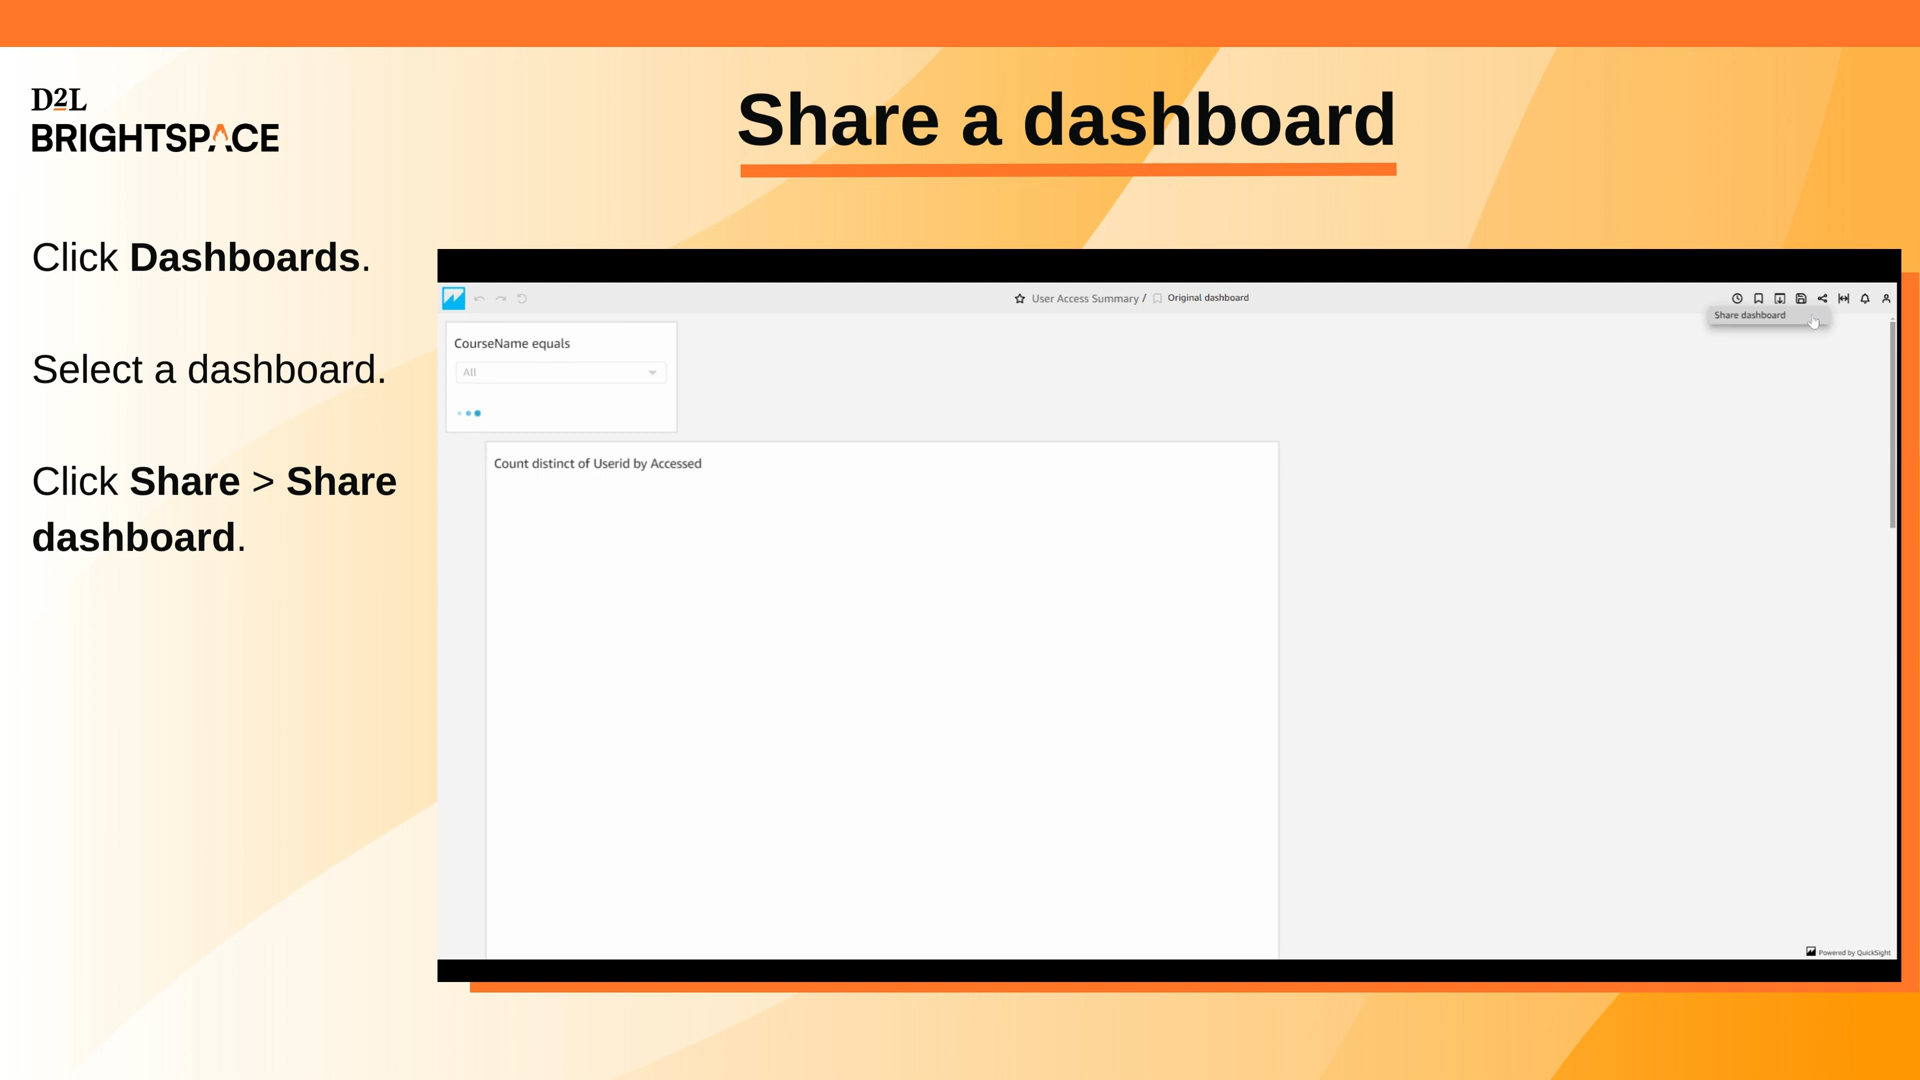 D2L
BRIGHTSPACE
Share a dashboard
Click Dashboards.
Select a dashboard.
Click Share > Share
dashboard.
User Access Summary / Original dashboard
Share dashboard
CourseName equals
All
Count distinct of Userid by Accessed
Powered by QuickSight